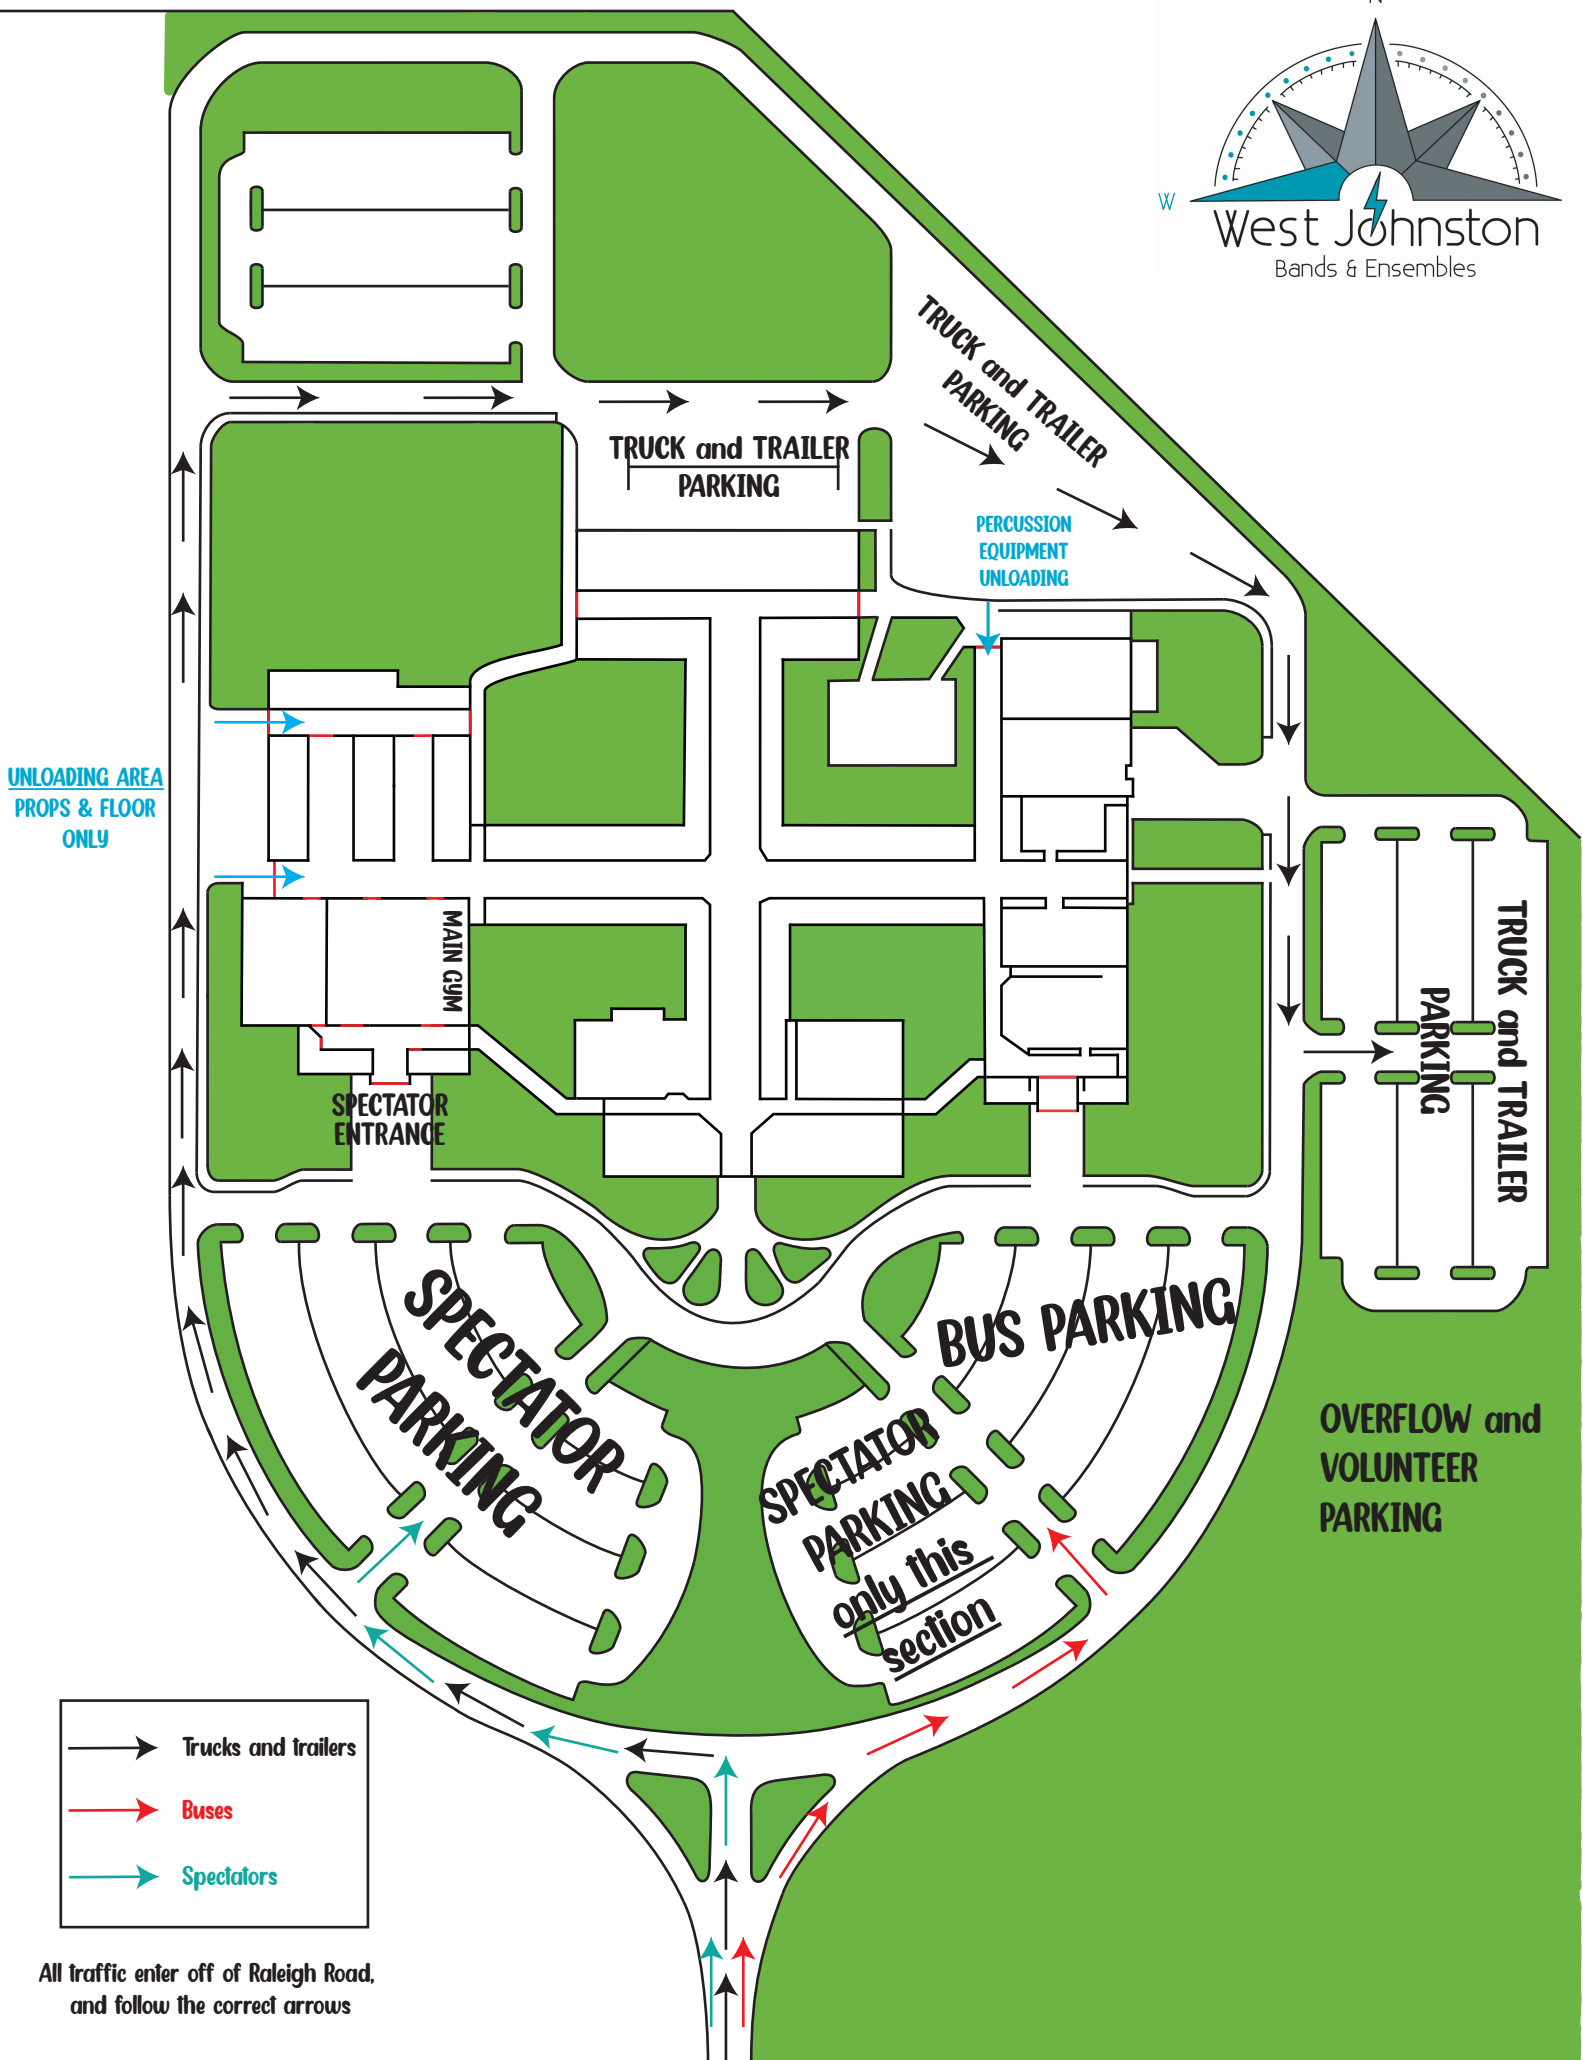 N
W
West Johnston
Bands & Ensembles
TRUCK and TRAILER
PARKING
TRUCK and TRAILER
PARKING
PERCUSSION
EQUIPMENT
UNLOADING
UNLOADING AREA
PROPS & FLOOR
ONLY
MAIN GYM
TRUCK and TRAILER
PARKING
SPECTATOR
ENTRANCE
SPECTATOR
PARKING
BUS PARKING
SPECTATOR
PARKING
only this
section
OVERFLOW and
VOLUNTEER
PARKING
Trucks and trailers
Buses
Spectators
All traffic enter off of Raleigh Road,
and follow the correct arrows